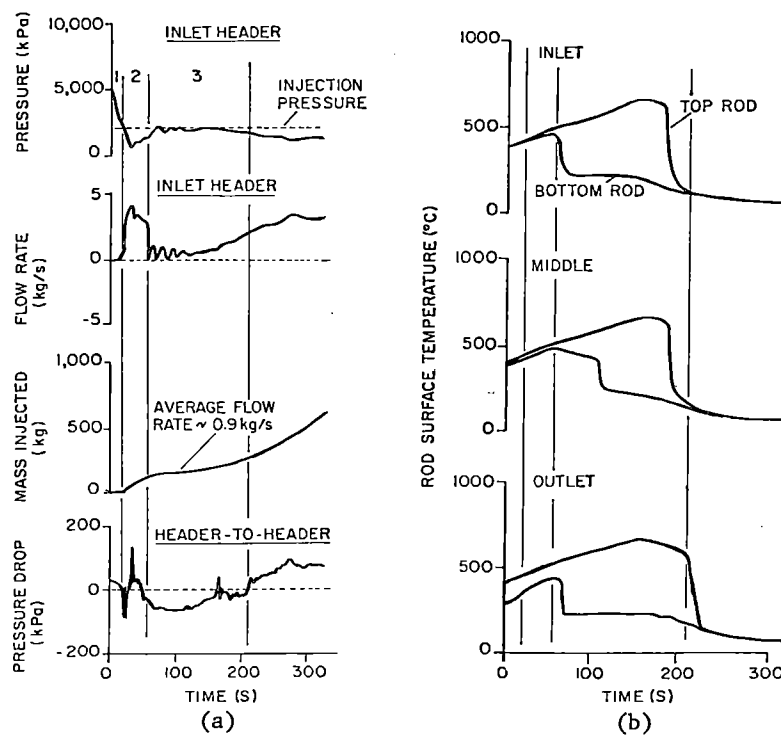 INLET HEADER
PRESSURE (kPa)
10,000
5,000
0
1 2 3
INJECTION
PRESSURE
INLET HEADER
FLOW RATE
(kg/s)
5
0
-5
MASS INJECTED
(kg)
1,000
500
0
AVERAGE FLOW
RATE ~ 0.9 kg/s
PRESSURE DROP
(kPa)
200
0
-200
HEADER-TO-HEADER
0 100 200 300
TIME (S)
(a)
ROD SURFACE TEMPERATURE (°C)
1000
500
0
INLET
TOP ROD
BOTTOM ROD
1000
500
0
MIDDLE
1000
500
0
OUTLET
0 100 200 300
TIME (S)
(b)